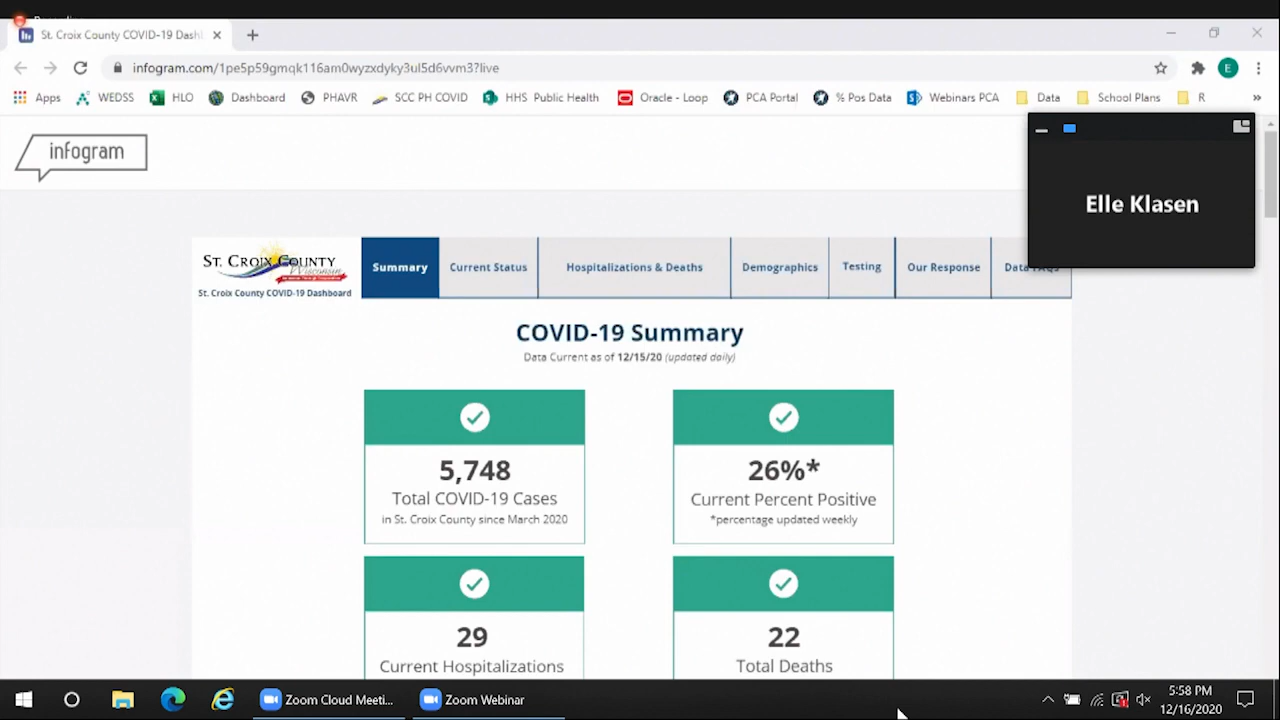 Recording
St. Croix County COVID-19 Dash
infogram.com/1pe5p59gmqk116am0wyzxdyky3ul5d6vvm3?live
E
Apps WEDSS HLO Dashboard PHAVR SCC PH COVID HHS Public Health Oracle - Loop PCA Portal % Pos Data Webinars PCA Data School Plans R
infogram
Elle Klasen
ST. CROIX COUNTY
Wisconsin
St. Croix County COVID-19 Dashboard
Summary Current Status Hospitalizations & Deaths Demographics Testing Our Response Data FAQs
COVID-19 Summary
Data Current as of 12/15/20 (updated daily)
5,748
Total COVID-19 Cases
in St. Croix County since March 2020
26%*
Current Percent Positive
*percentage updated weekly
29
Current Hospitalizations
22
Total Deaths
Zoom Cloud Meeti... Zoom Webinar
5:58 PM
12/16/2020